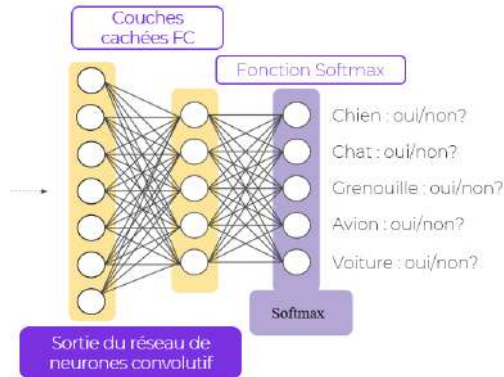 Couches
cachées FC
Fonction Softmax
Chien : oui/non?
Chat : oui/non?
Grenouille : oui/non?
Avion : oui/non?
Voiture : oui/non?
Softmax
Sortie du réseau de
neurones convolutif